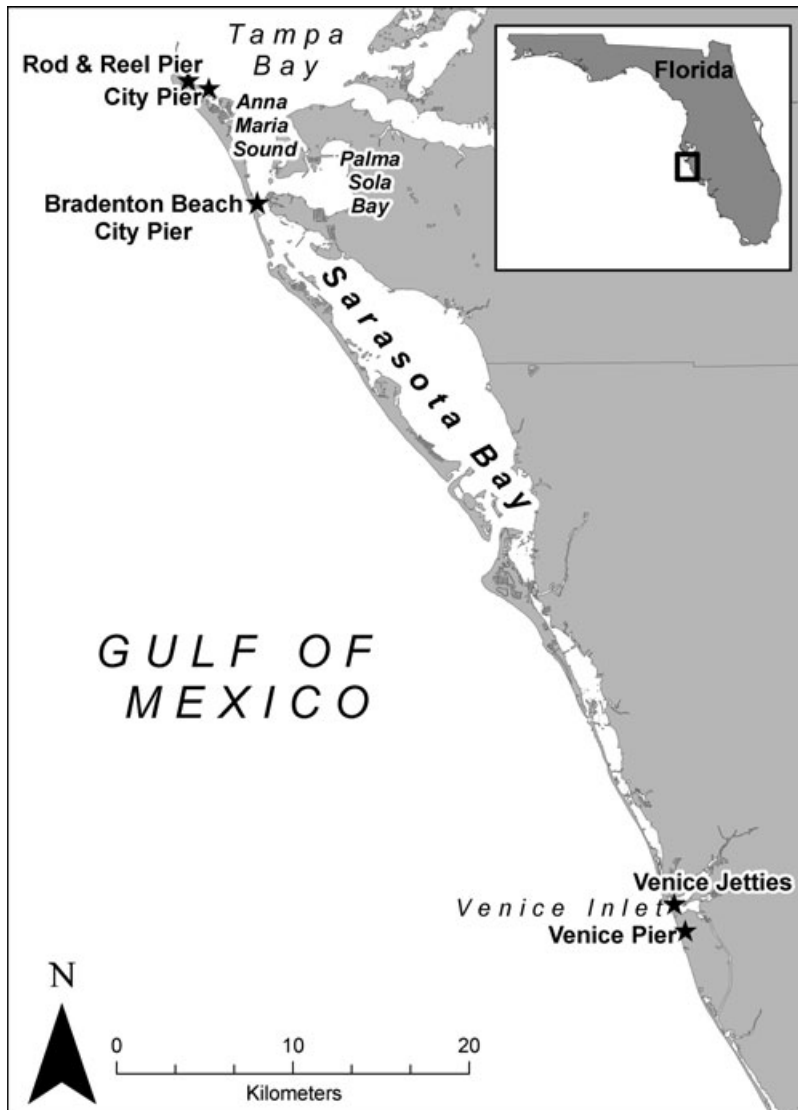 Tampa
Bay
Florida
Rod & Reel Pier
City Pier
Anna
Maria
Sound
Palma
Sola
Bay
Bradenton Beach
City Pier
Sarasota Bay
GULF OF
MEXICO
Venice Jetties
Venice Inlet
Venice Pier
N
0 10 20
Kilometers